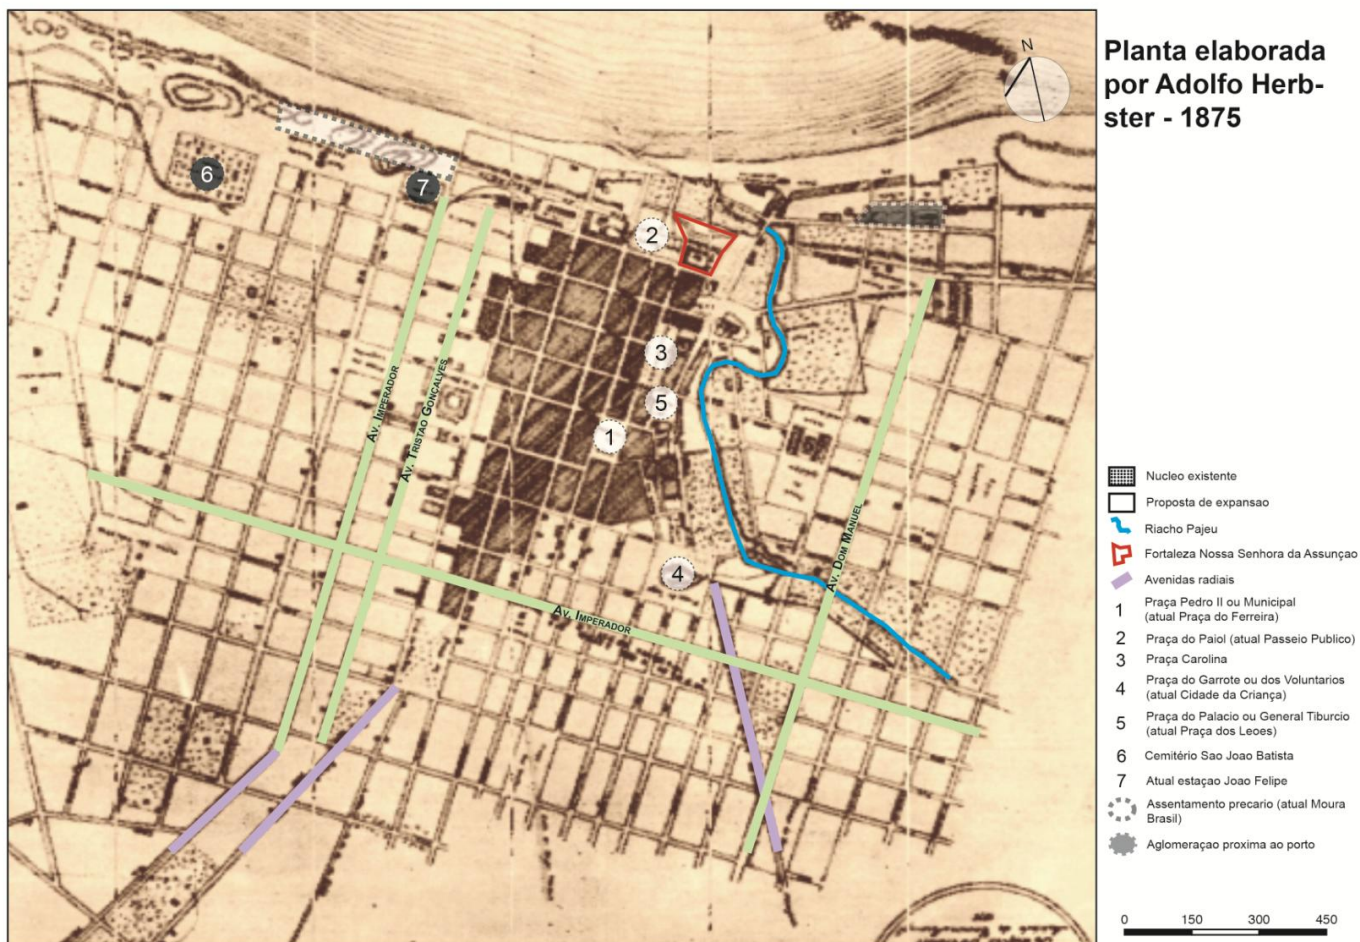 Planta elaborada
por Adolfo Herb-
ster - 1875
N
6
7
2
3
5
1
4
Av. Imperador
Av. Tristao Gonçalves
Av. Dom Manuel
Av. Imperador
Nucleo existente
Proposta de expansao
Riacho Pajeu
Fortaleza Nossa Senhora da Assunçao
Avenidas radiais
1 Praça Pedro II ou Municipal
(atual Praça do Ferreira)
2 Praça do Paiol (atual Passeio Publico)
3 Praça Carolina
4 Praça do Garrote ou dos Voluntarios
(atual Cidade da Criança)
5 Praça do Palacio ou General Tiburcio
(atual Praça dos Leoes)
6 Cemitério Sao Joao Batista
7 Atual estaçao Joao Felipe
Assentamento precario (atual Moura
Brasil)
Aglomeraçao proxima ao porto
0 150 300 450